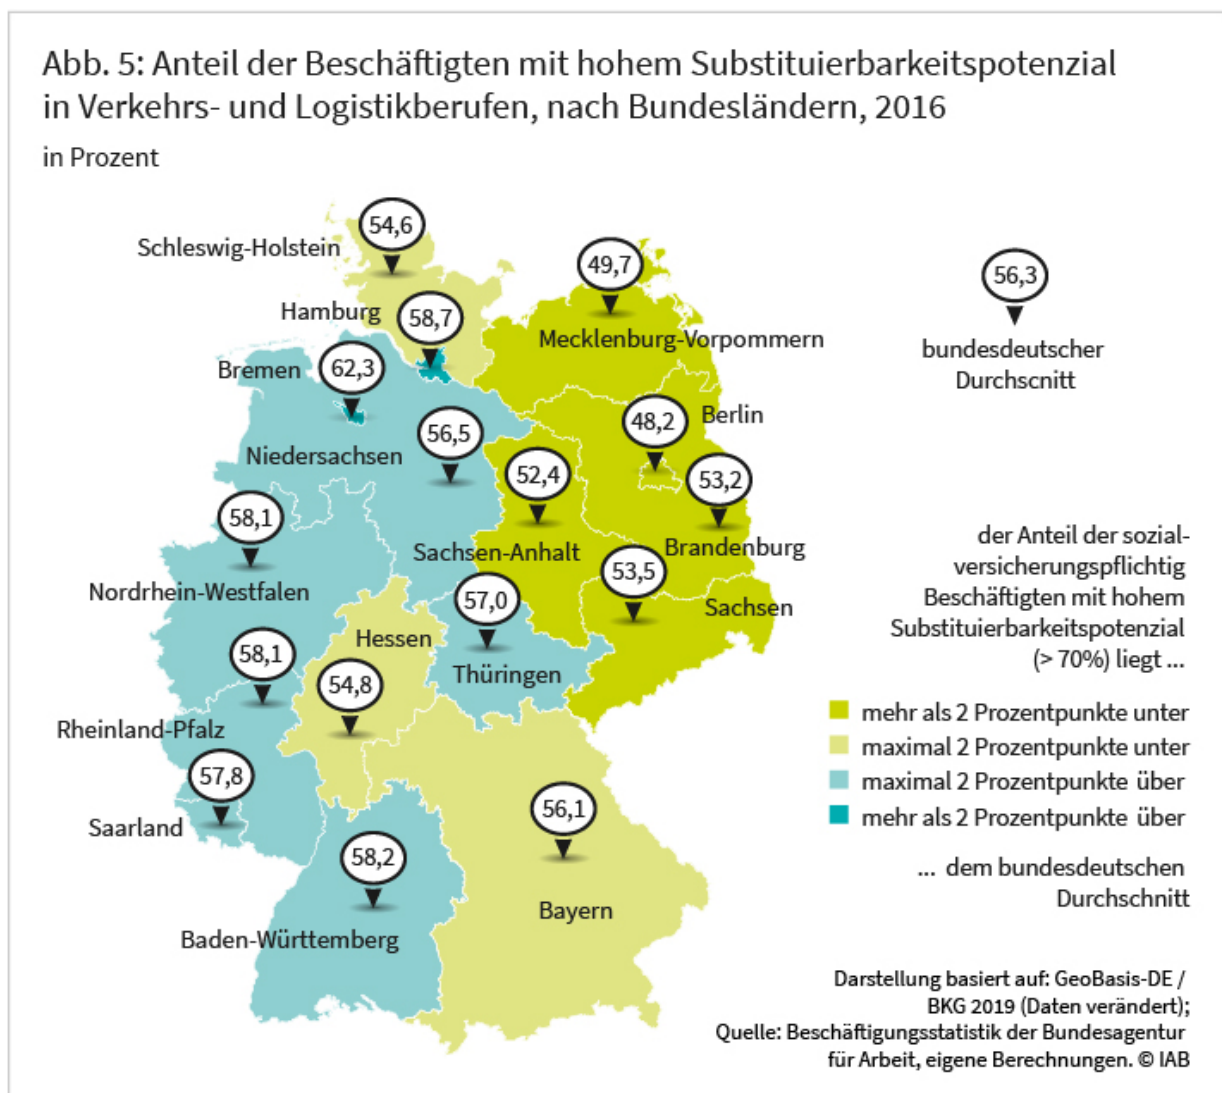 Abb. 5: Anteil der Beschäftigten mit hohem Substituierbarkeitspotenzial
in Verkehrs- und Logistikberufen, nach Bundesländern, 2016
in Prozent
54,6
Schleswig-Holstein
49,7
Mecklenburg-Vorpommern
56,3
bundesdeutscher
Durchscnitt
Hamburg
58,7
Bremen
62,3
Niedersachsen
56,5
48,2
Berlin
52,4
Sachsen-Anhalt
53,2
Brandenburg
58,1
Nordrhein-Westfalen
53,5
Sachsen
57,0
Thüringen
Hessen
54,8
58,1
Rheinland-Pfalz
57,8
Saarland
58,2
Baden-Württemberg
56,1
Bayern
der Anteil der sozial-
versicherungspflichtig
Beschäftigten mit hohem
Substituierbarkeitspotenzial
(> 70%) liegt ...
mehr als 2 Prozentpunkte unter
maximal 2 Prozentpunkte unter
maximal 2 Prozentpunkte über
mehr als 2 Prozentpunkte über
... dem bundesdeutschen
Durchschnitt
Darstellung basiert auf: GeoBasis-DE /
BKG 2019 (Daten verändert);
Quelle: Beschäftigungsstatistik der Bundesagentur
für Arbeit, eigene Berechnungen. © IAB